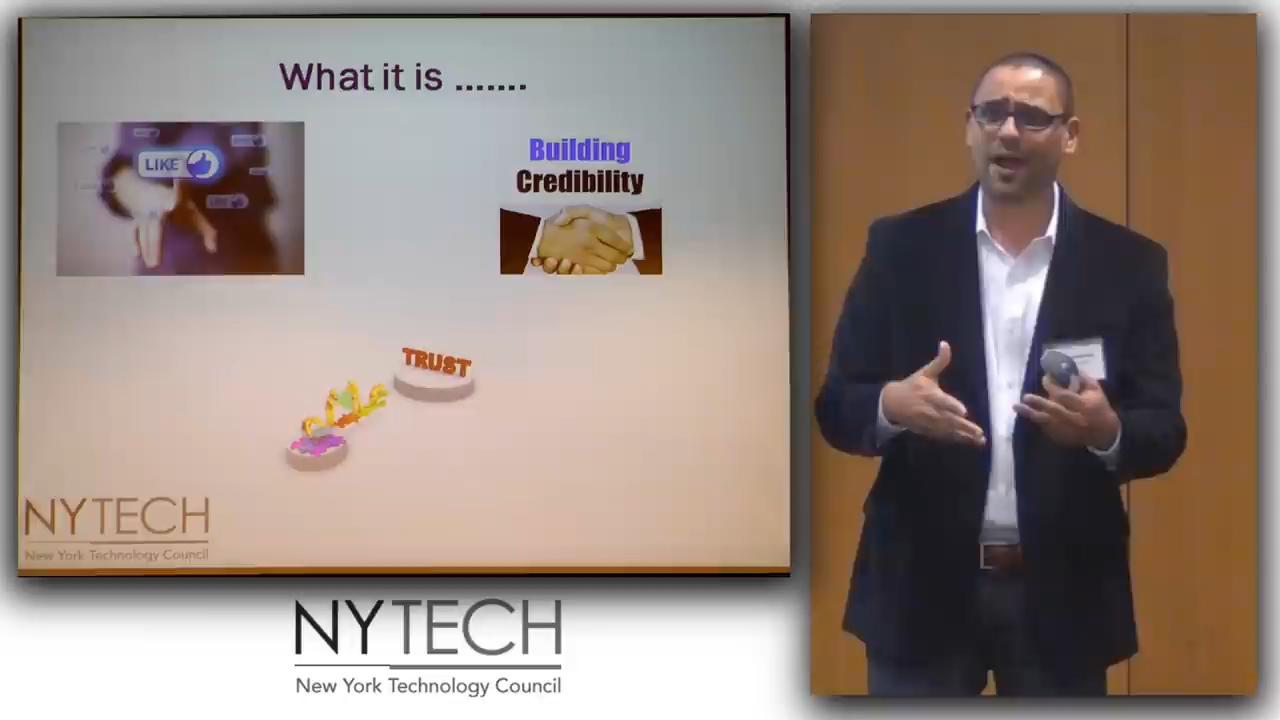 What it is .......
LIKE
Building
Credibility
TRUST
NYTECH
New York Technology Council
NYTECH
New York Technology Council